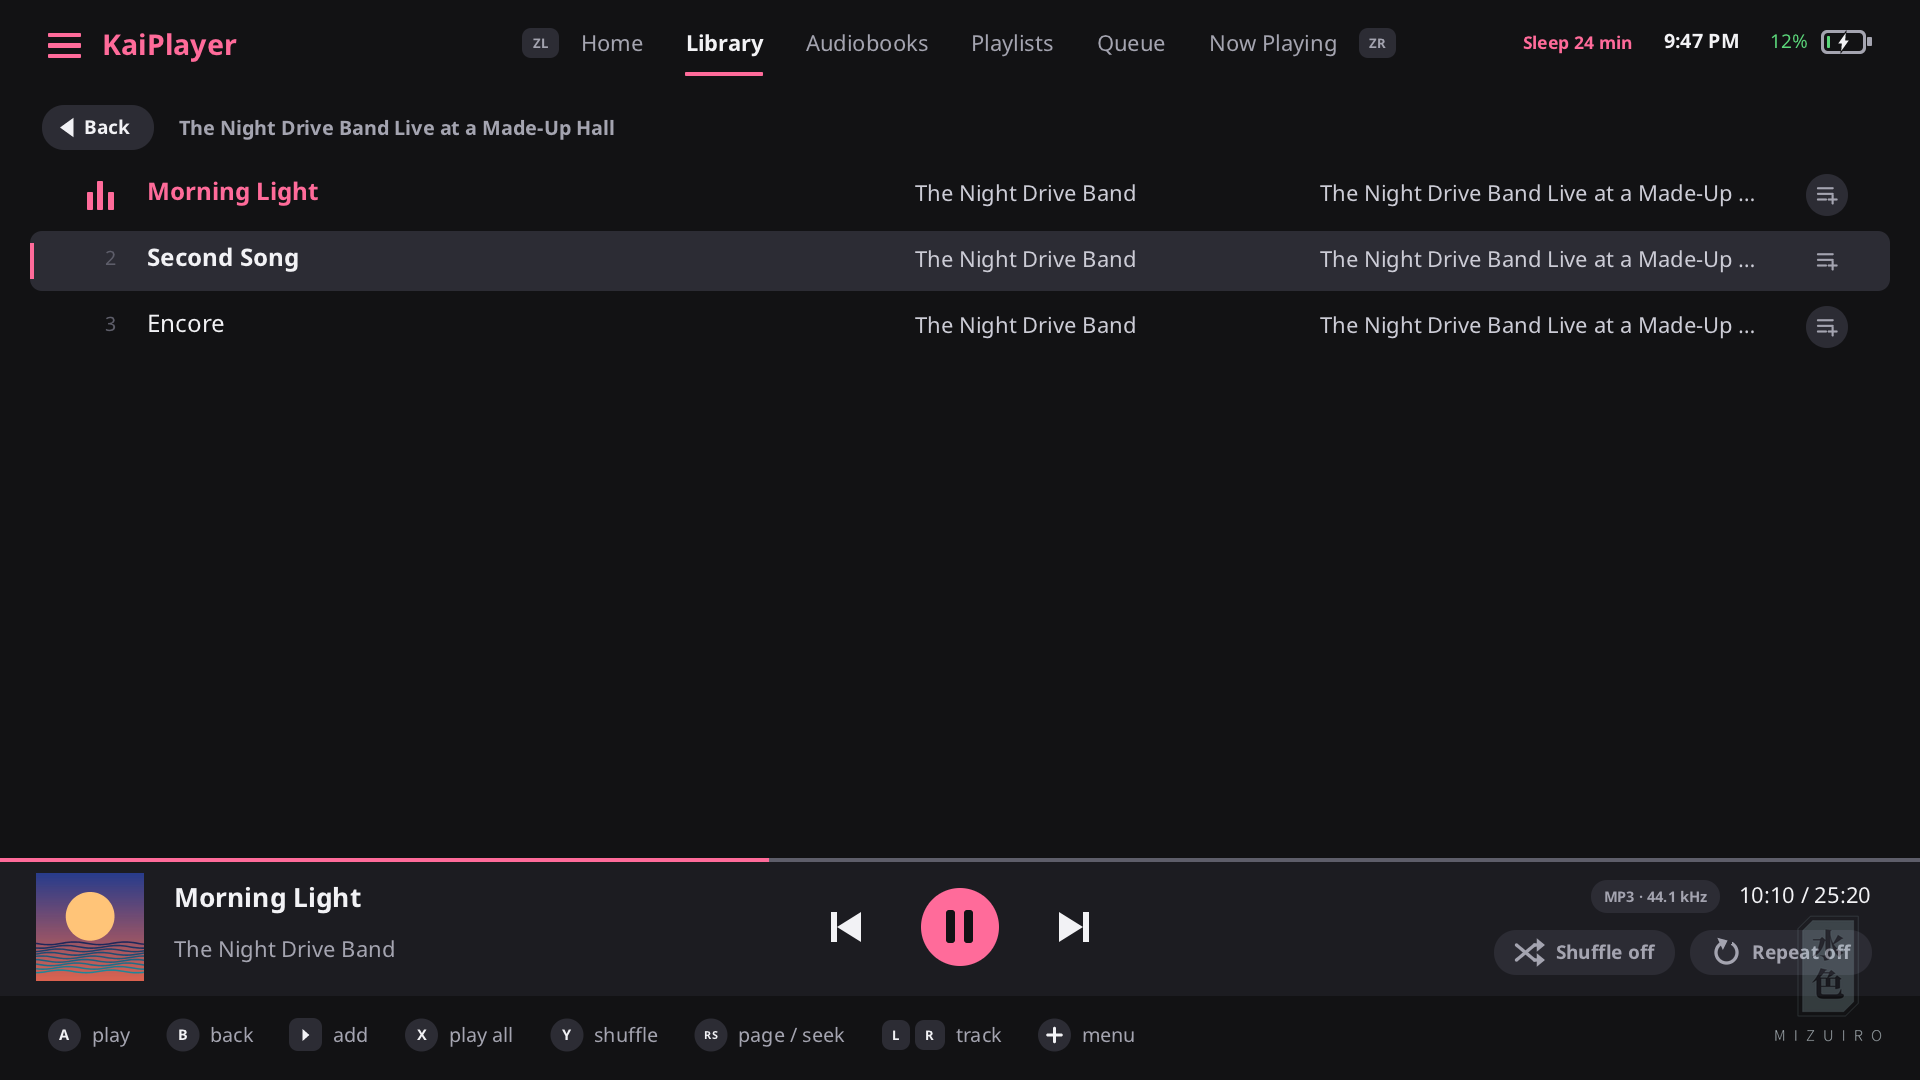 KaiPlayer
ZL Home Library Audiobooks Playlists Queue Now Playing ZR
Sleep 24 min 9:47 PM 12%
Back The Night Drive Band Live at a Made-Up Hall
Morning Light The Night Drive Band The Night Drive Band Live at a Made-Up ...
2 Second Song The Night Drive Band The Night Drive Band Live at a Made-Up ...
3 Encore The Night Drive Band The Night Drive Band Live at a Made-Up ...
Morning Light
The Night Drive Band
MP3 · 44.1 kHz 10:10 / 25:20
Shuffle off Repeat off
水色
A play B back add X play all Y shuffle RS page / seek L R track menu
MIZUIRO